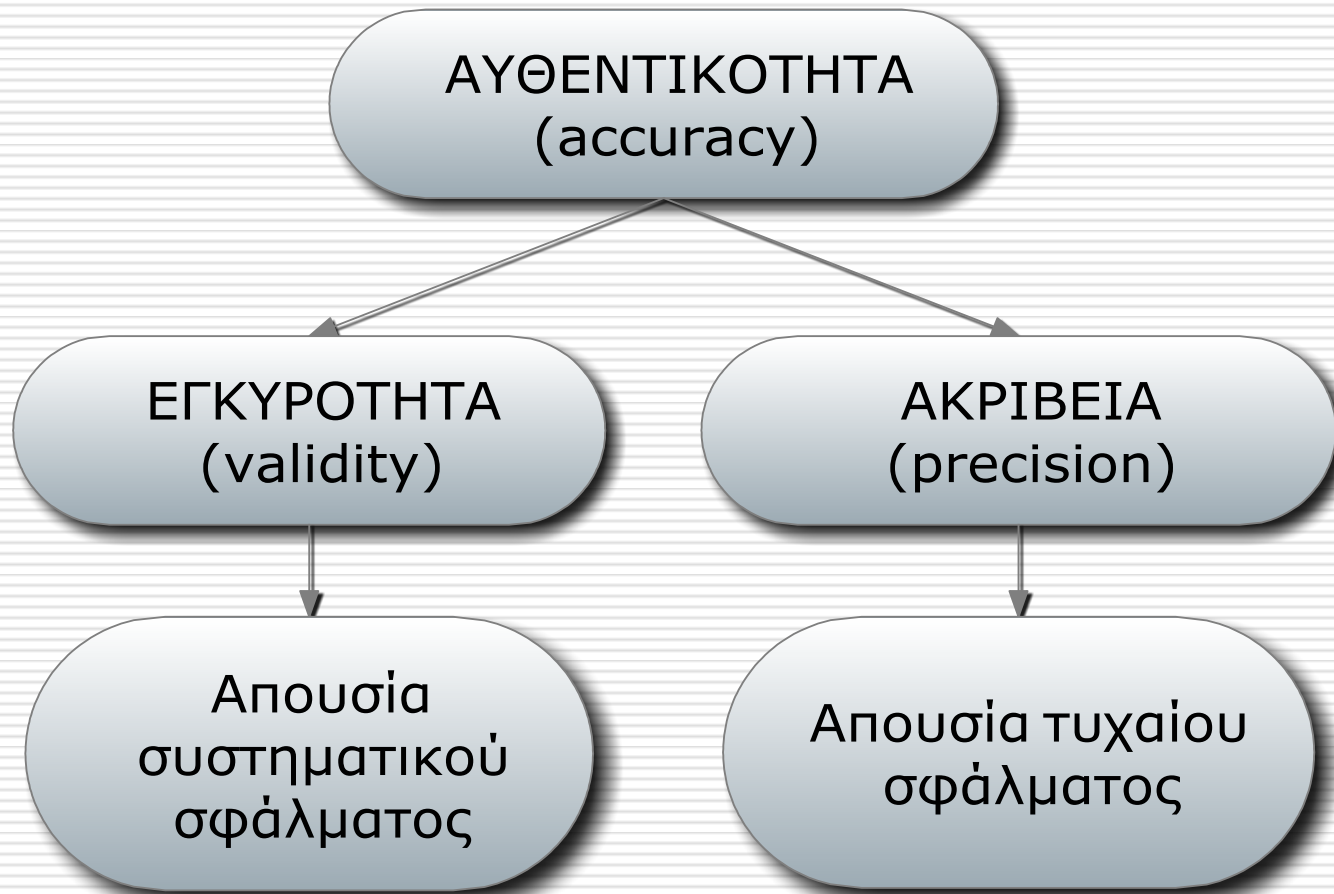 ΑΥΘΕΝΤΙΚΟΤΗΤΑ
(accuracy)
ΕΓΚΥΡΟΤΗΤΑ
(validity)
ΑΚΡΙΒΕΙΑ
(precision)
Απουσία
συστηματικού
σφάλματος
Απουσία τυχαίου
σφάλματος